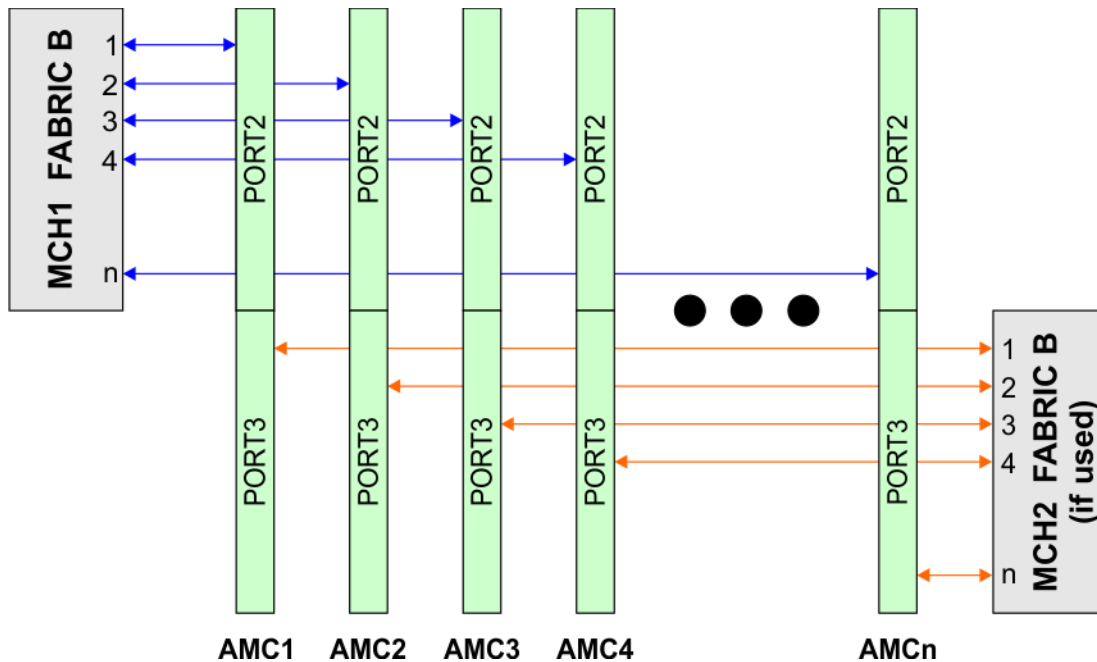 MCH1 FABRIC B
1
2
3
4
n
PORT2
PORT2
PORT2
PORT2
PORT2
PORT3
PORT3
PORT3
PORT3
PORT3
1
2
3
4
n
MCH2 FABRIC B
(if used)
AMC1
AMC2
AMC3
AMC4
AMCn